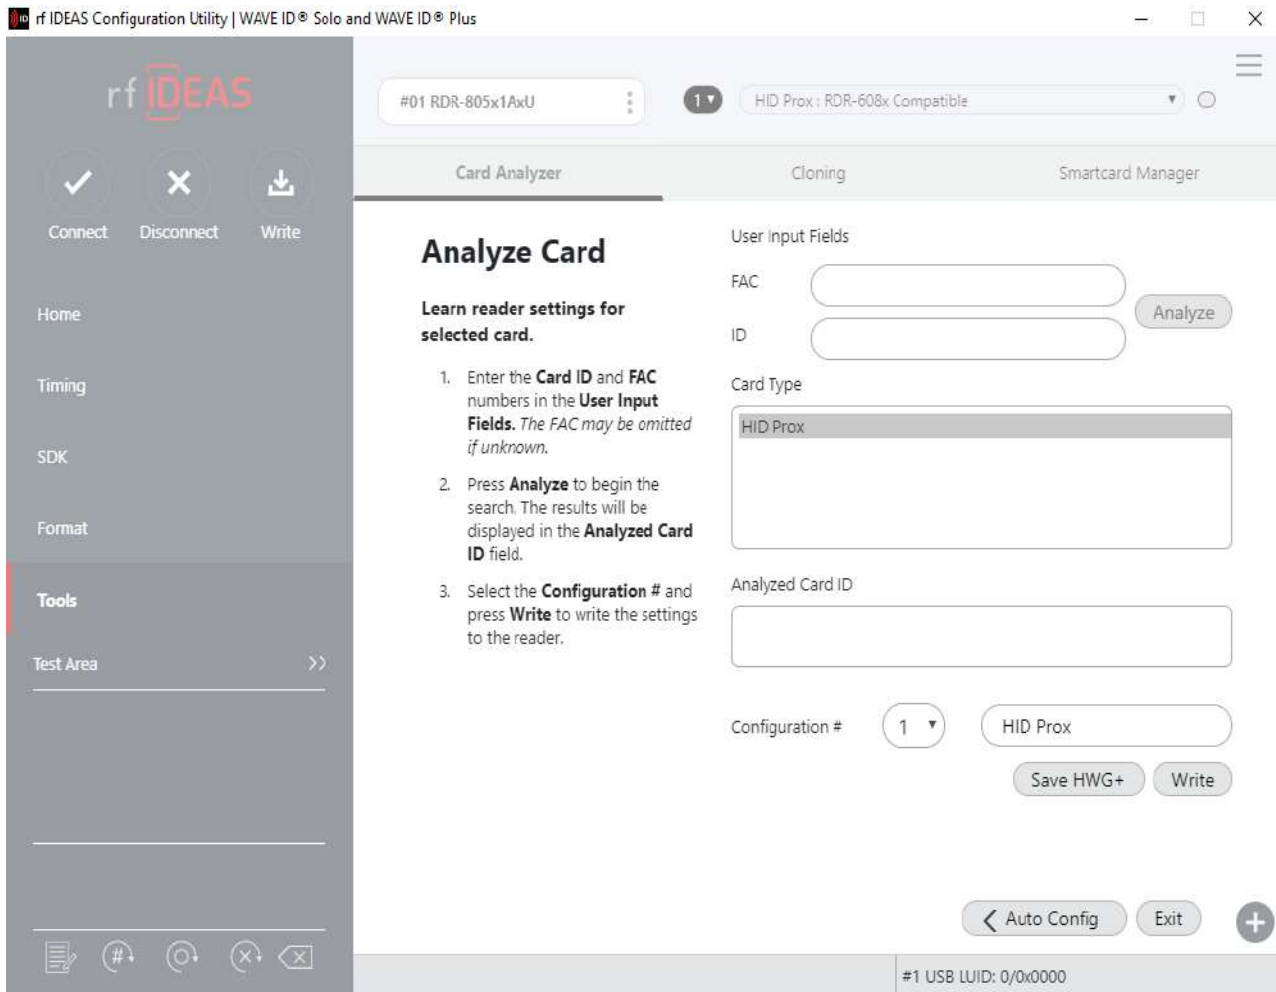 rf IDEAS Configuration Utility | WAVE ID® Solo and WAVE ID® Plus
rf IDEAS
#01 RDR-805x1AxU
1
HID Prox : RDR-608x Compatible
Connect
Disconnect
Write
Card Analyzer
Cloning
Smartcard Manager
Home
Timing
SDK
Format
Tools
Test Area
Analyze Card
Learn reader settings for
selected card.
1. Enter the Card ID and FAC
numbers in the User Input
Fields. The FAC may be omitted
if unknown.
2. Press Analyze to begin the
search. The results will be
displayed in the Analyzed Card
ID field.
3. Select the Configuration # and
press Write to write the settings
to the reader.
User Input Fields
FAC
ID
Analyze
Card Type
HID Prox
Analyzed Card ID
Configuration #
1
HID Prox
Save HWG+
Write
Auto Config
Exit
#1 USB LUID: 0/0x0000